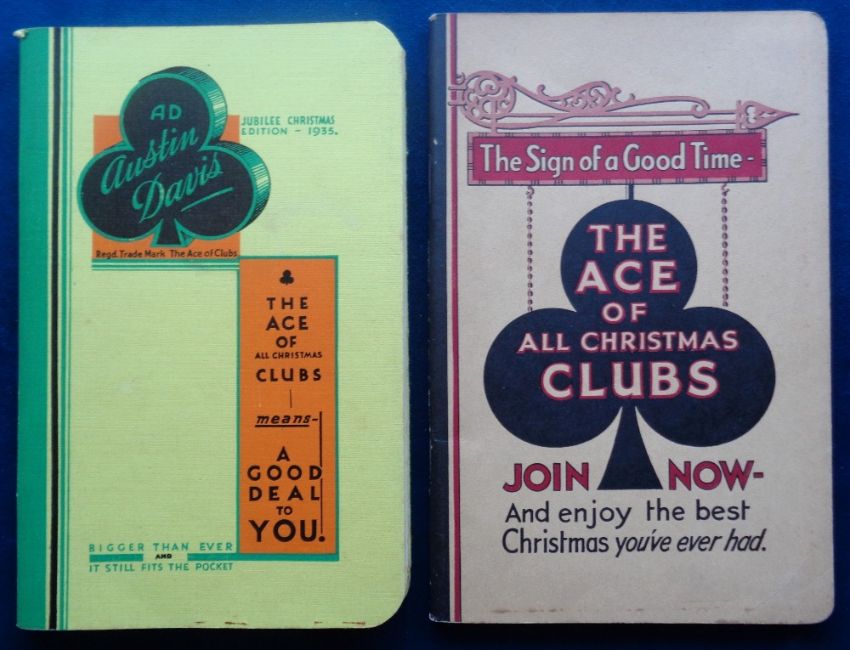 AD
Austin
Davis
JUBILEE CHRISTMAS
EDITION - 1935.
Regd. Trade Mark The Ace of Clubs
THE
ACE
OF
ALL CHRISTMAS
CLUBS
means-
A
GOOD
DEAL
TO
YOU.
BIGGER THAN EVER
AND
IT STILL FITS THE POCKET
The Sign of a Good Time -
THE
ACE
OF
ALL CHRISTMAS
CLUBS
JOIN NOW-
And enjoy the best
Christmas you've ever had.